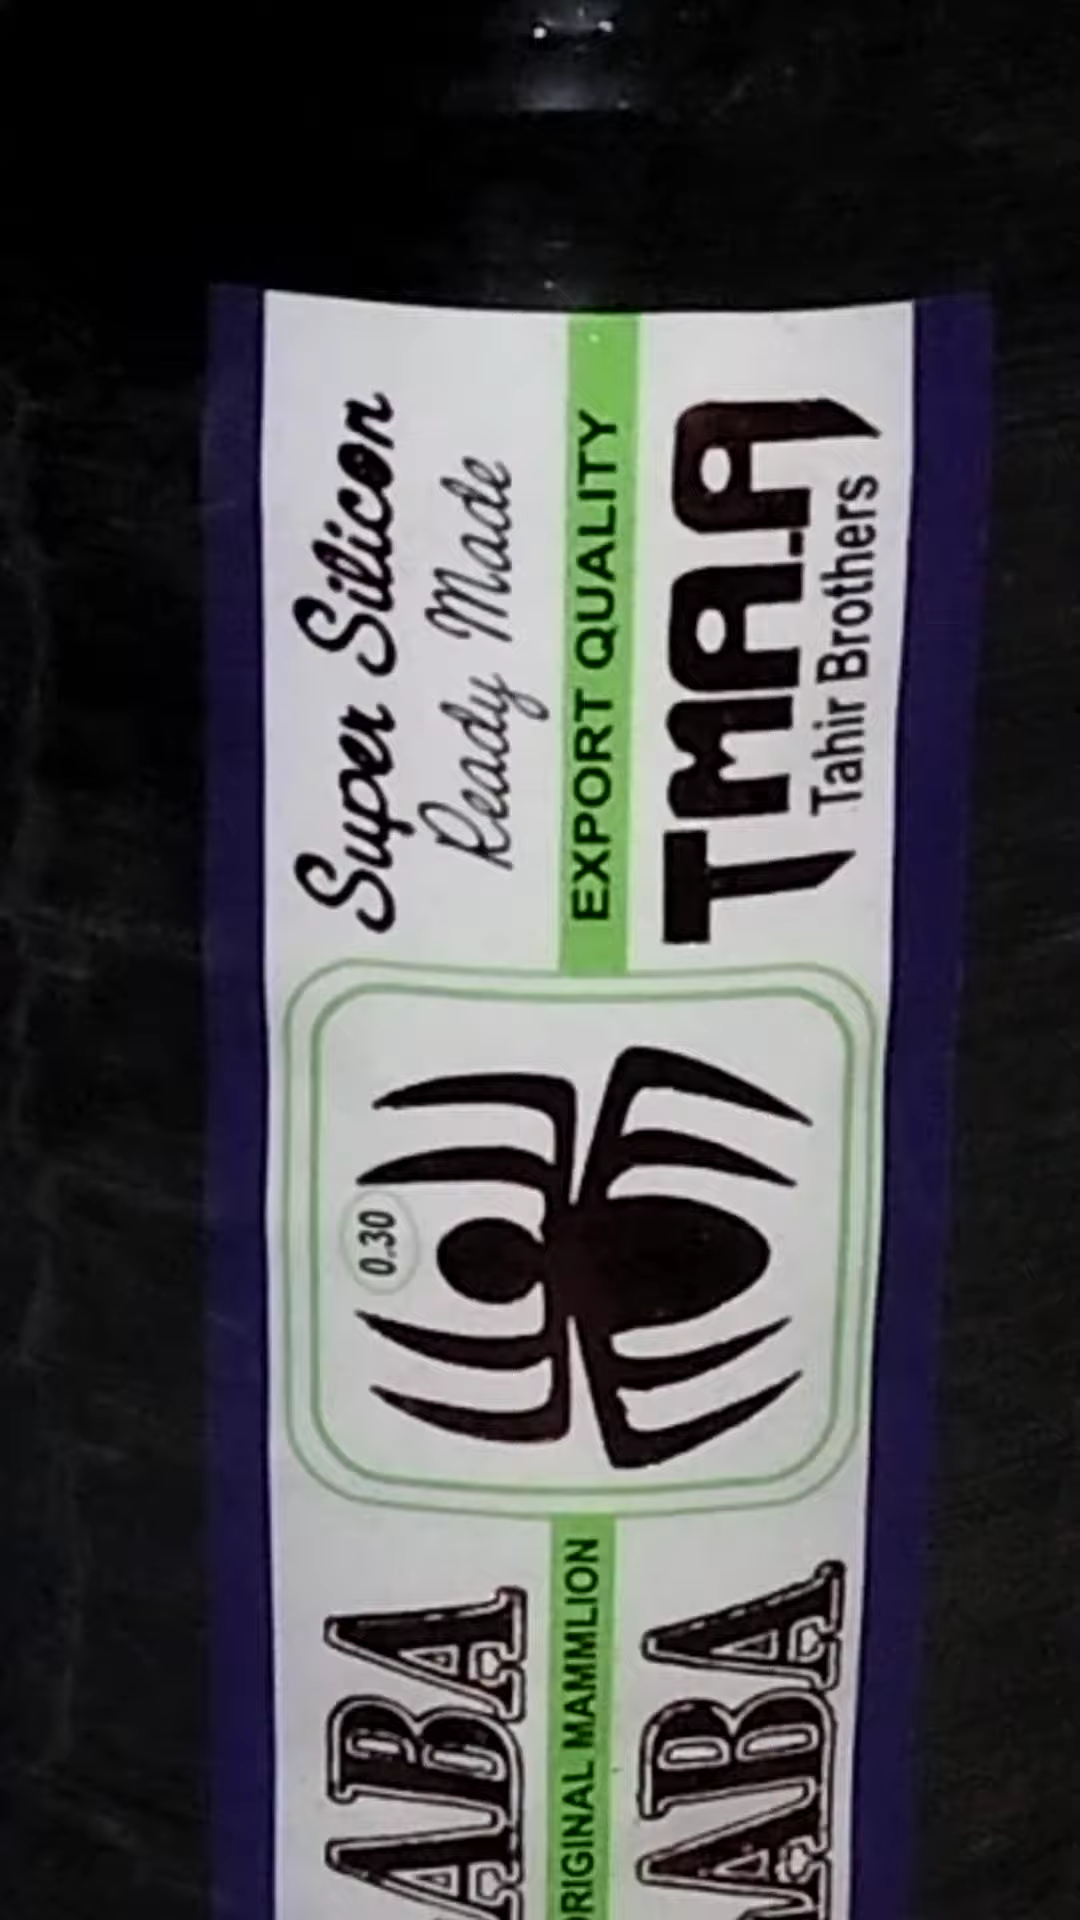 Super Silicon
Ready Made
EXPORT QUALITY
TMAA
Tahir Brothers
0.30
ABA
ORIGINAL MAMMLION
ABA